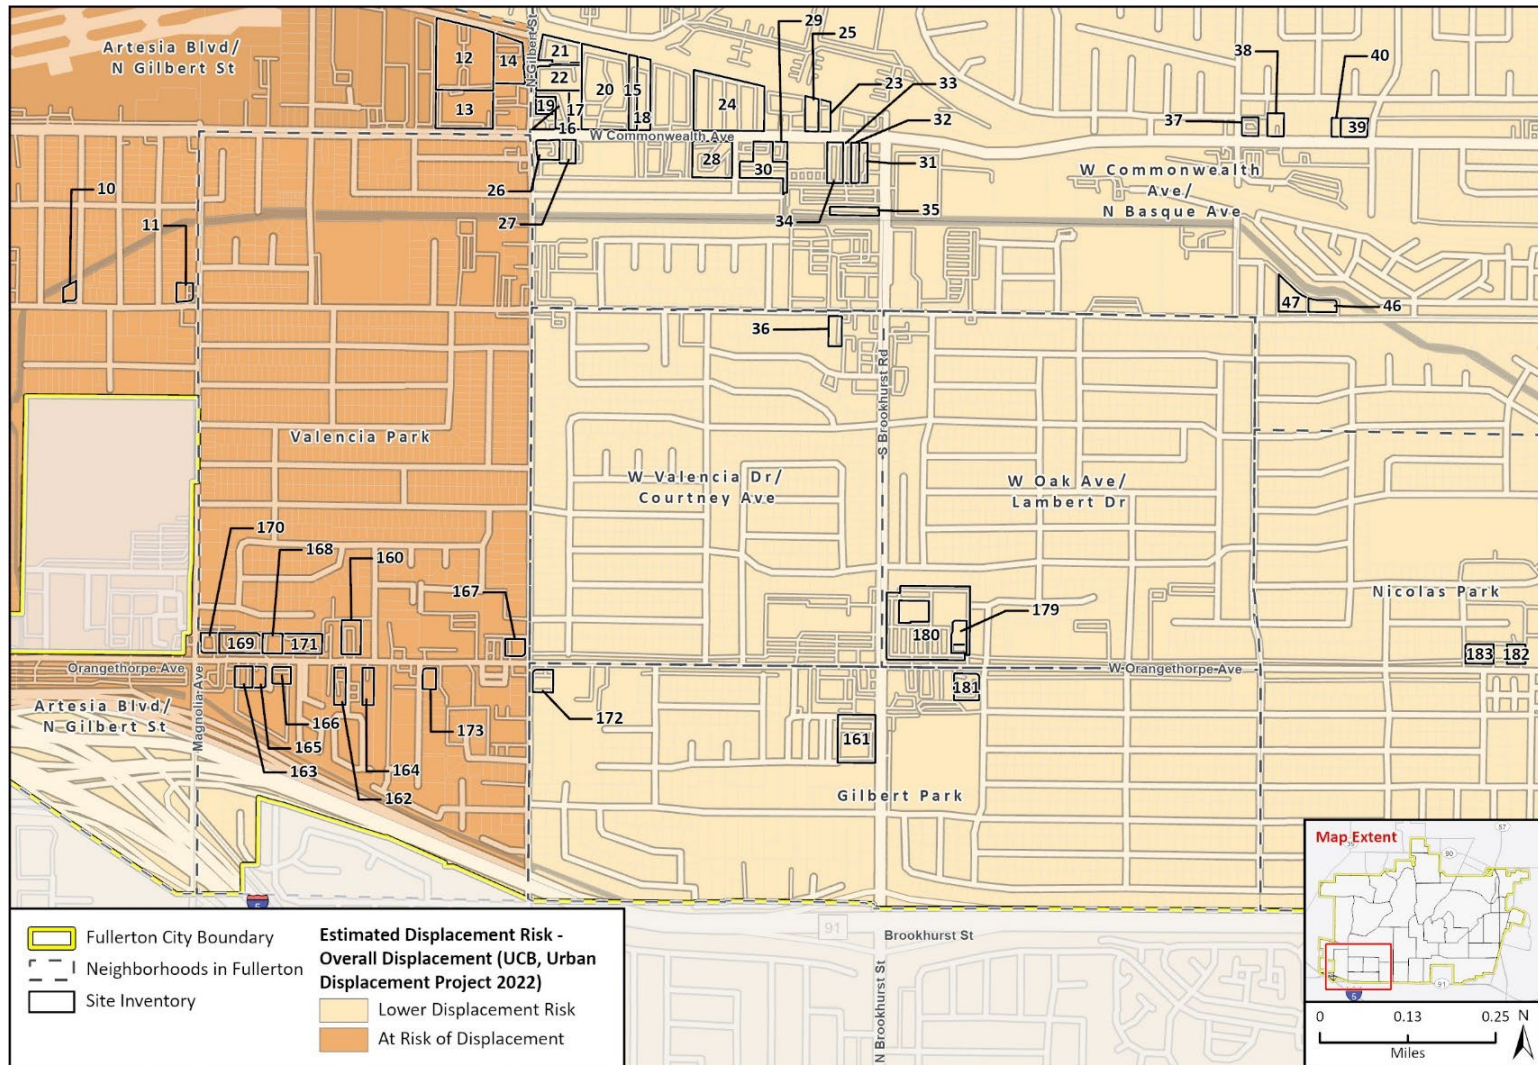 Artesia Blvd/
N Gilbert St
12
14
13
N Gilbert St
21
22
19
17
16
20
15
18
24
29
25
23
33
32
38
40
37
39
W Commonwealth Ave
26
27
28
30
34
31
35
W Commonwealth
Ave/
N Basque Ave
10
11
47
46
36
S Brookhurst Rd
Valencia Park
W Valencia Dr/
Courtney Ave
W Oak Ave/
Lambert Dr
170
168
160
167
169
171
180
179
Nicolas Park
183
182
Orangethorpe Ave
W Orangethorpe Ave
Magnolia Ave
Artesia Blvd/
N Gilbert St
166
165
163
162
164
173
172
181
161
Gilbert Park
5
91
Brookhurst St
N Brookhurst St
Fullerton City Boundary
Neighborhoods in Fullerton
Site Inventory
Estimated Displacement Risk -
Overall Displacement (UCB, Urban
Displacement Project 2022)
Lower Displacement Risk
At Risk of Displacement
Map Extent
57
39
90
91
5
0 0.13 0.25
Miles
N